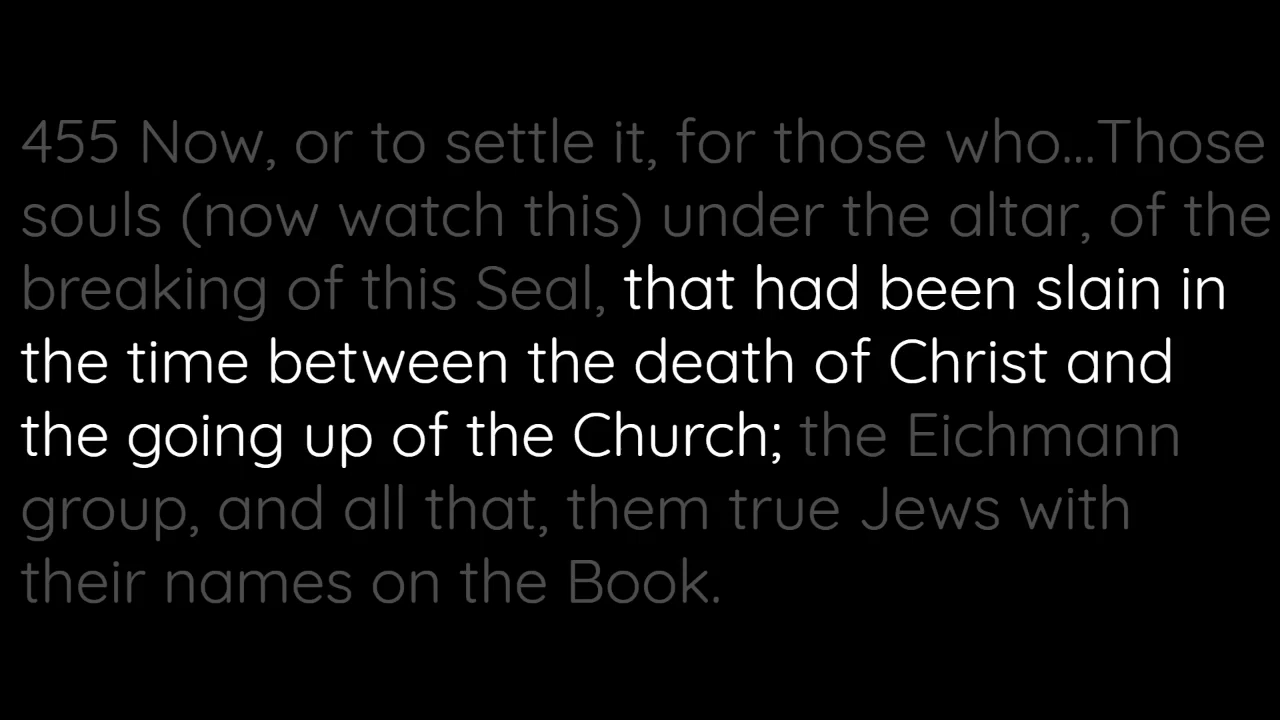 455 Now, or to settle it, for those who...Those
souls (now watch this) under the altar, of the
breaking of this Seal, that had been slain in
the time between the death of Christ and
the going up of the Church; the Eichmann
group, and all that, them true Jews with
their names on the Book.